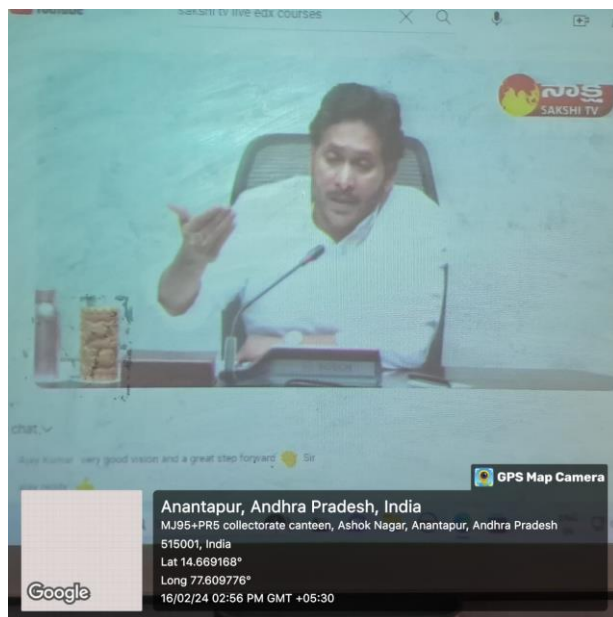 sakshi tv live edx courses
సాక్షి
SAKSHI TV
chat
very good vision and a great step forward 👏 Sir
GPS Map Camera
Anantapur, Andhra Pradesh, India
MJ95+PR5 collectorate canteen, Ashok Nagar, Anantapur, Andhra Pradesh
515001, India
Lat 14.669168°
Long 77.609776°
16/02/24 02:56 PM GMT +05:30
Google